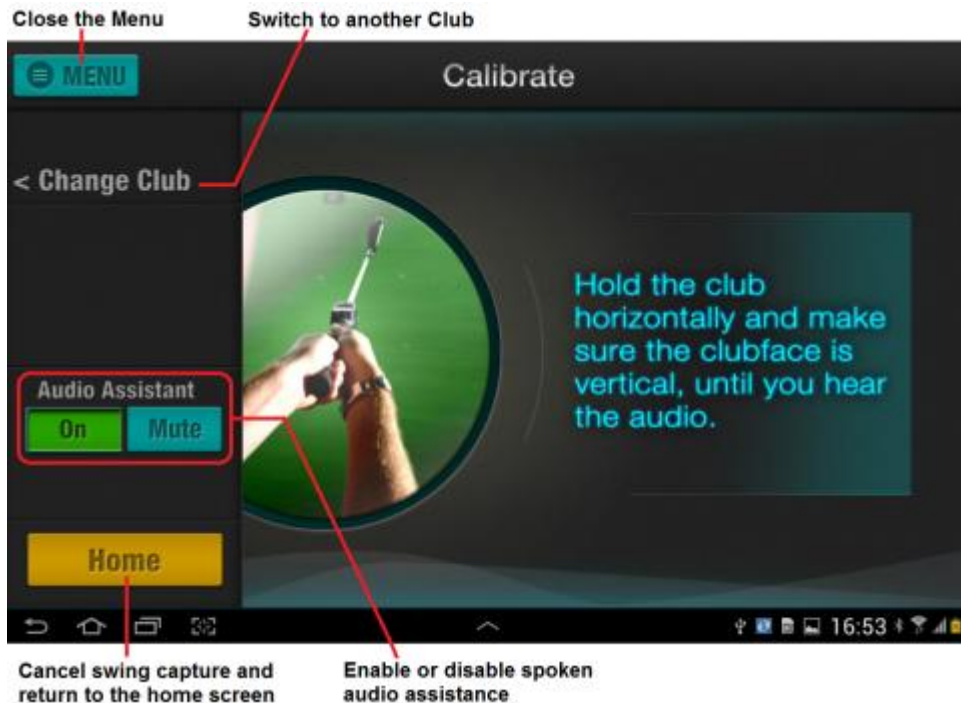 Close the Menu
Switch to another Club
MENU
Calibrate
< Change Club
Hold the club
horizontally and make
sure the clubface is
vertical, until you hear
the audio.
Audio Assistant
On
Mute
Home
16:53
Cancel swing capture and
return to the home screen
Enable or disable spoken
audio assistance